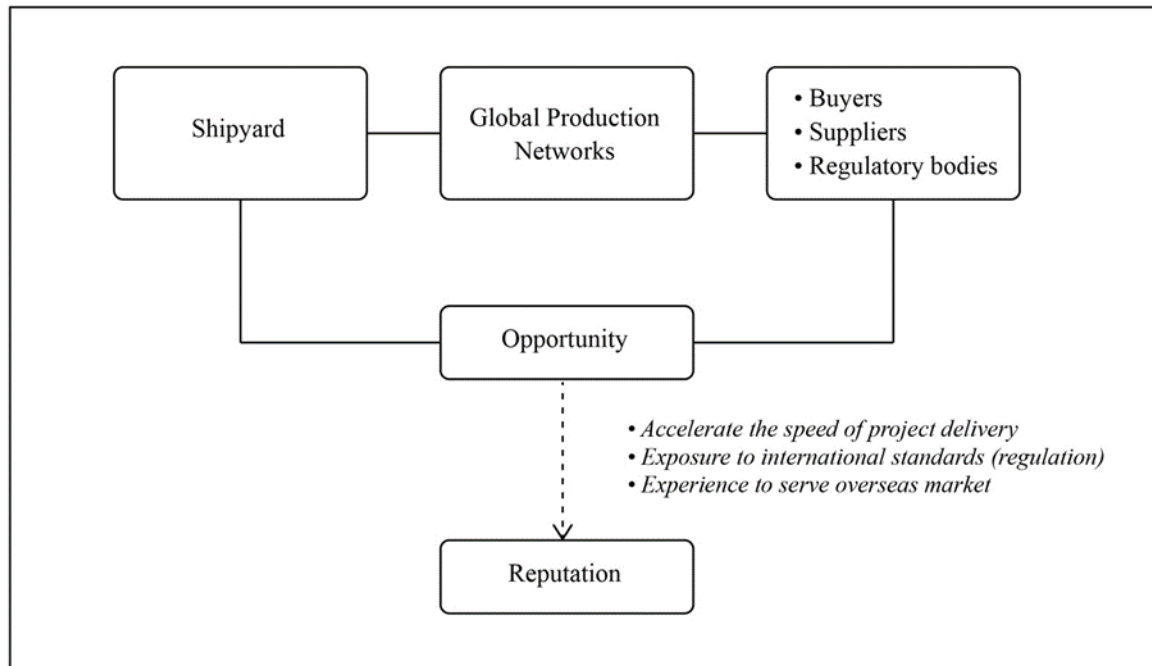 Shipyard
Global Production
Networks
• Buyers
• Suppliers
• Regulatory bodies
Opportunity
• Accelerate the speed of project delivery
• Exposure to international standards (regulation)
• Experience to serve overseas market
Reputation